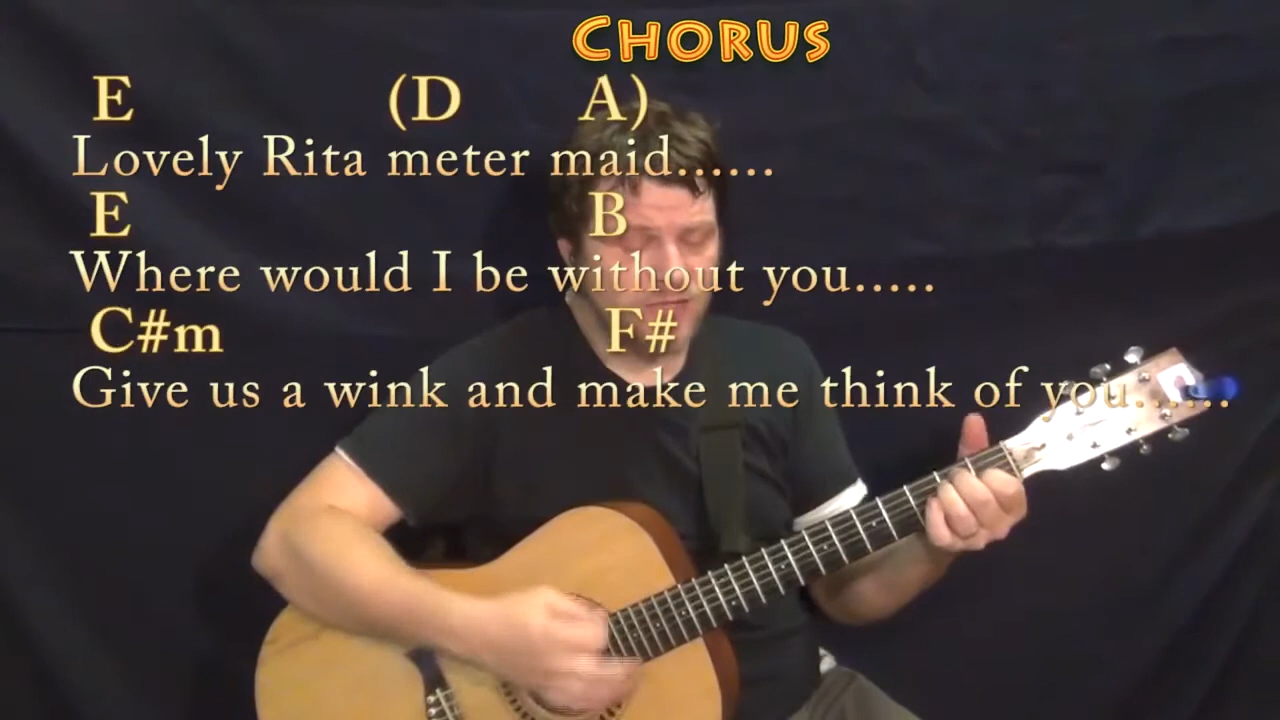 CHORUS
E (D A)
Lovely Rita meter maid......
E B
Where would I be without you.....
C#m F#
Give us a wink and make me think of you......